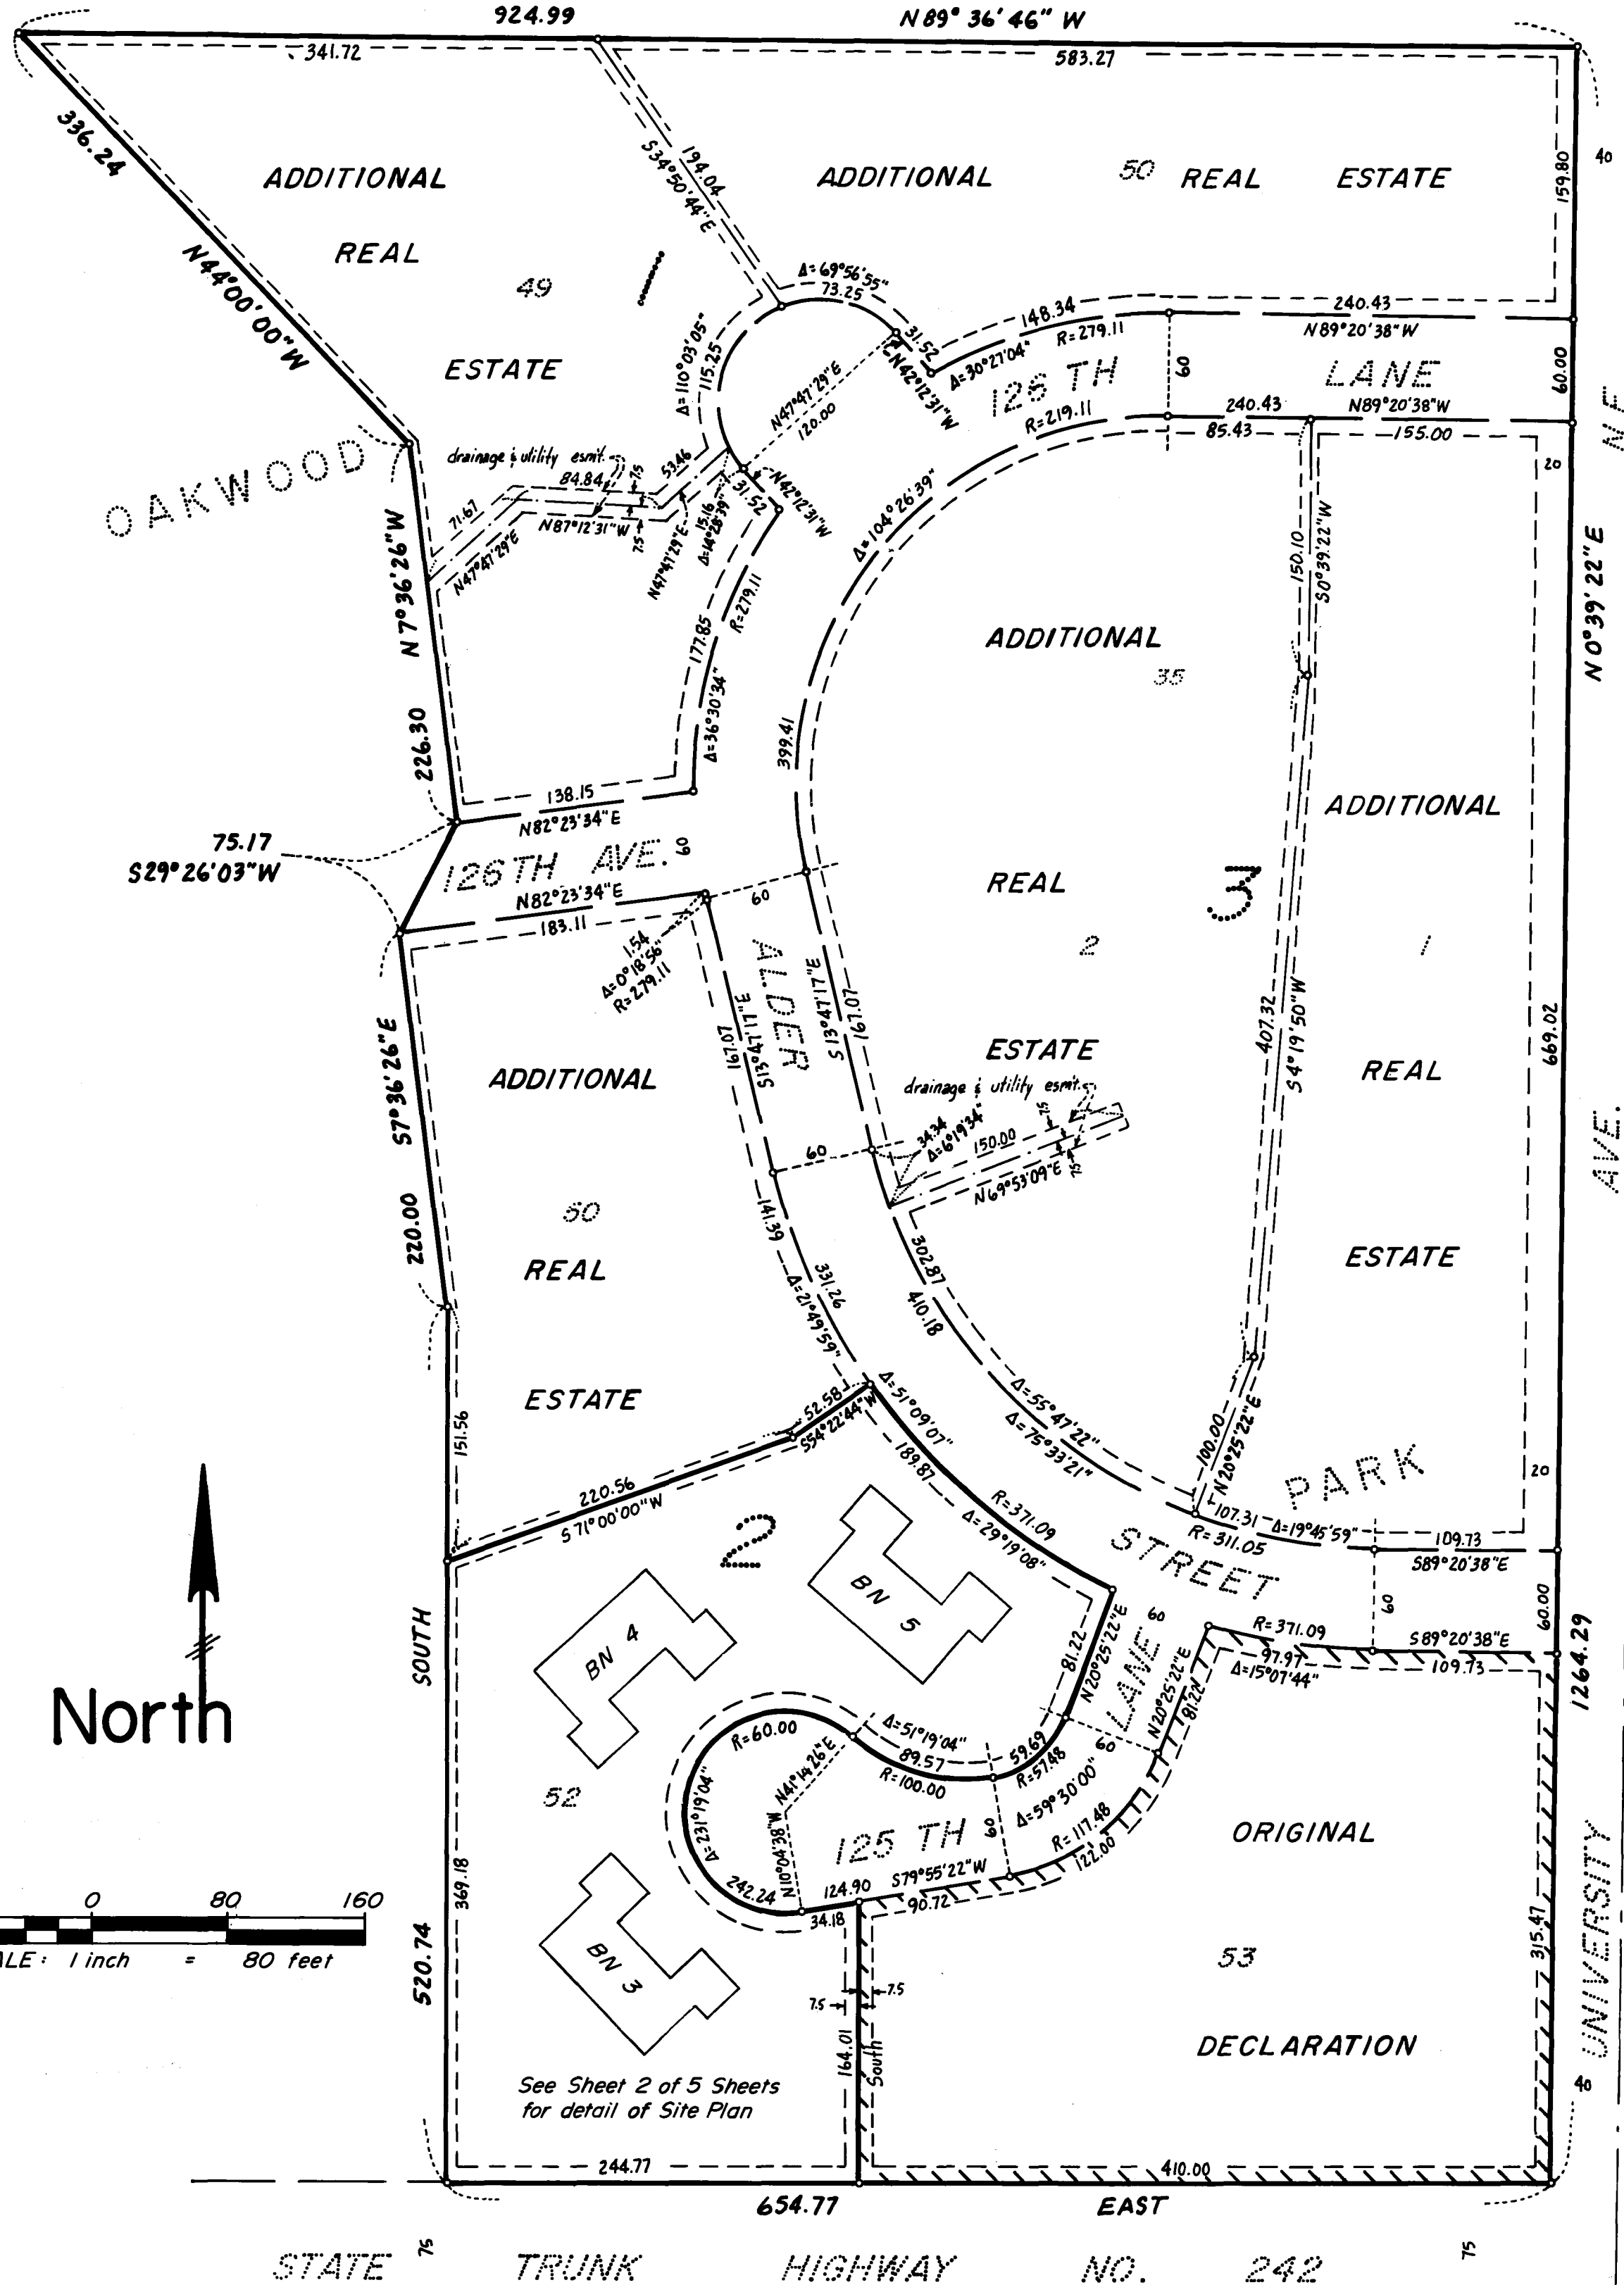 924.99
N 89° 36' 46" W
341.72
583.27
336.24
N44°00'00"W
ADDITIONAL
REAL
49
1
ESTATE
194.04
S34°50'44"E
ADDITIONAL 50 REAL ESTATE
159.80
40
Δ=69°56'55"
73.25
31.52
N42°12'31"W
Δ=110°03'05"
115.25
N47°47'29"E
120.00
148.34
Δ=30°27'04"
R=279.11
240.43
N89°20'38"W
126 TH LANE
60
60.00
R=219.11
240.43
N89°20'38"W
85.43
155.00
20
OAKWOOD
drainage & utility esmt.
84.84
7.5
53.46
71.67
N47°47'29"E
N87°12'31"W
7.5
N47°47'29"E
15.16
Δ=14°28'39"
31.52
N42°12'31"W
N 7°36'26"W
226.30
177.85
R=279.11
Δ=36°30'34"
Δ=104°26'39"
399.41
150.10
S0°39'22"W
N 0°39'22"E
NE
ADDITIONAL
35
138.15
N82°23'34"E
75.17
S29°26'03"W
126TH AVE.
60
N82°23'34"E
183.11
60
1.54
Δ=0°18'56"
R=279.11
ADDITIONAL
REAL
3
2
1
ALDER
S13°47'17"E
167.07
S 13°47'17"E
167.07
407.32
S4°19'50"W
669.02
S7°36'26"E
220.00
ADDITIONAL
50
REAL
ESTATE
ESTATE
drainage & utility esmt.
34.34
Δ=6°19'34"
150.00
7.5
7.5
N69°53'09"E
REAL
ESTATE
AVE.
60
141.39
331.26
Δ=21°49'59"
302.87
410.18
Δ=55°47'22"
Δ=75°33'21"
151.56
52.58
S54°22'44"W
Δ=51°09'07"
189.87
R=371.09
Δ=29°19'08"
220.56
S 71°00'00"W
100.00
N20°25'22"E
PARK
20
107.31
Δ=19°45'59"
R=311.05
109.73
S89°20'38"E
STREET
2
BN 5
BN 4
SOUTH
60
60.00
R=371.09
97.97
Δ=15°07'44"
S89°20'38"E
109.73
1264.29
81.22
N20°25'22"E
LANE
60
N20°25'22"E
81.22
60
North
R=60.00
Δ=51°19'04"
89.57
R=100.00
59.69
R=57.48
Δ=59°30'00"
52
Δ=231°19'04"
N41°14'26"E
N10°04'38"W
125 TH
60
R=117.48
122.00
ORIGINAL
242.24
124.90
S79°55'22"W
34.18
90.72
369.18
520.74
0 80 160
ALE: 1 inch = 80 feet
BN 3
53
315.47
UNIVERSITY
7.5
7.5
164.01
South
DECLARATION
40
See Sheet 2 of 5 Sheets
for detail of Site Plan
244.77
410.00
654.77
EAST
75
75
STATE TRUNK HIGHWAY NO. 242